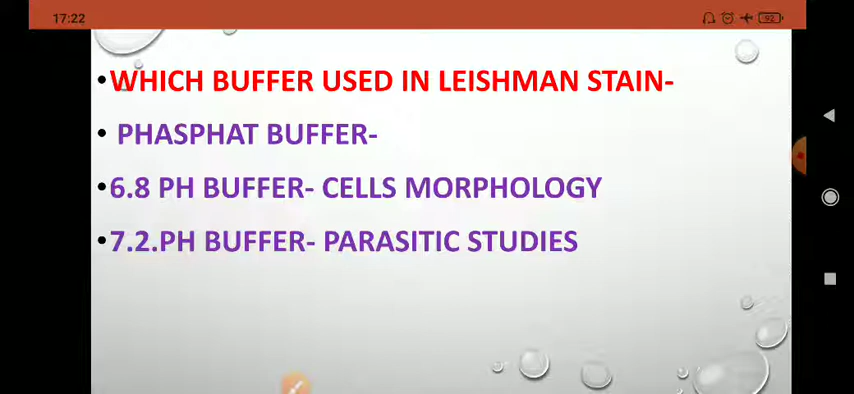 17:22
92
•WHICH BUFFER USED IN LEISHMAN STAIN-
• PHASPHAT BUFFER-
•6.8 PH BUFFER- CELLS MORPHOLOGY
•7.2.PH BUFFER- PARASITIC STUDIES